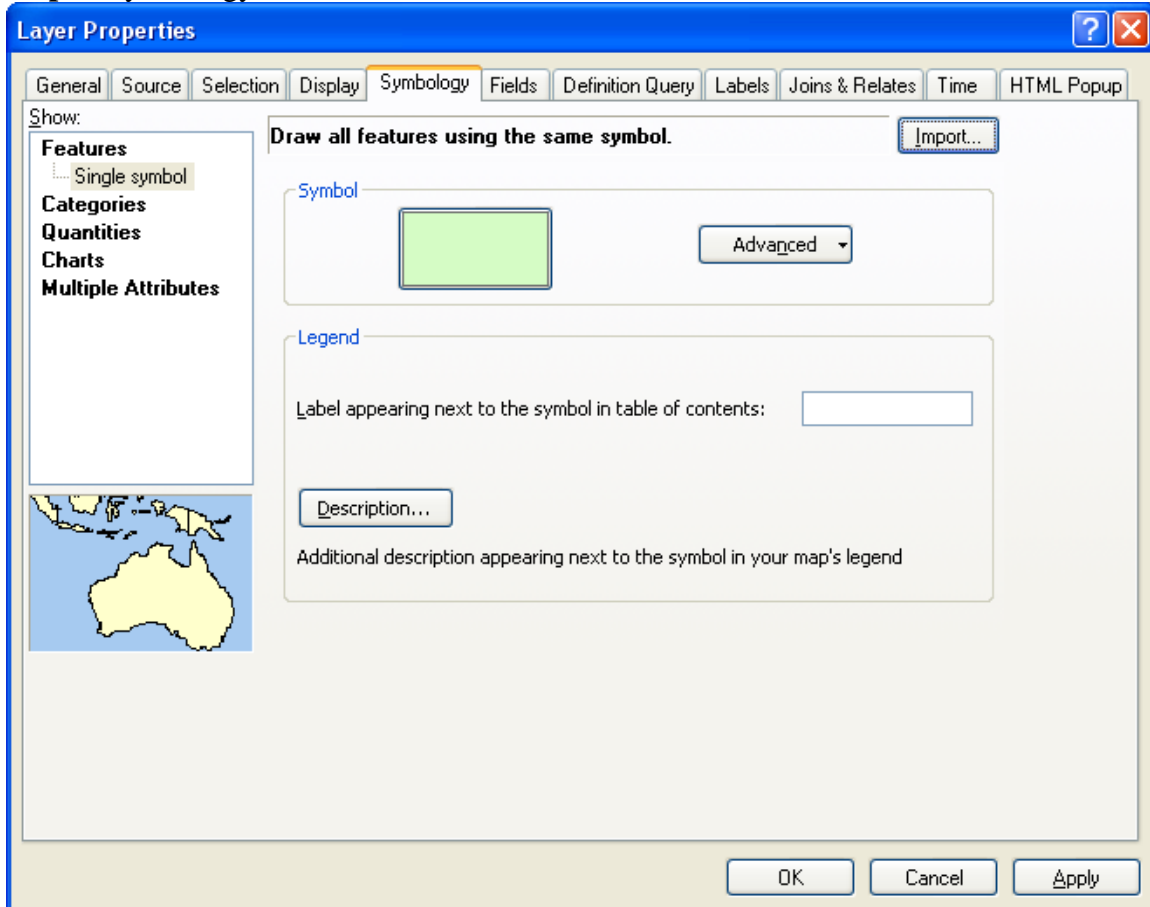 Layer Properties
General Source Selection Display Symbology Fields Definition Query Labels Joins & Relates Time HTML Popup
Show:
Features
Single symbol
Categories
Quantities
Charts
Multiple Attributes
Draw all features using the same symbol.
Import...
Symbol
Advanced
Legend
Label appearing next to the symbol in table of contents:
Description...
Additional description appearing next to the symbol in your map's legend
OK Cancel Apply